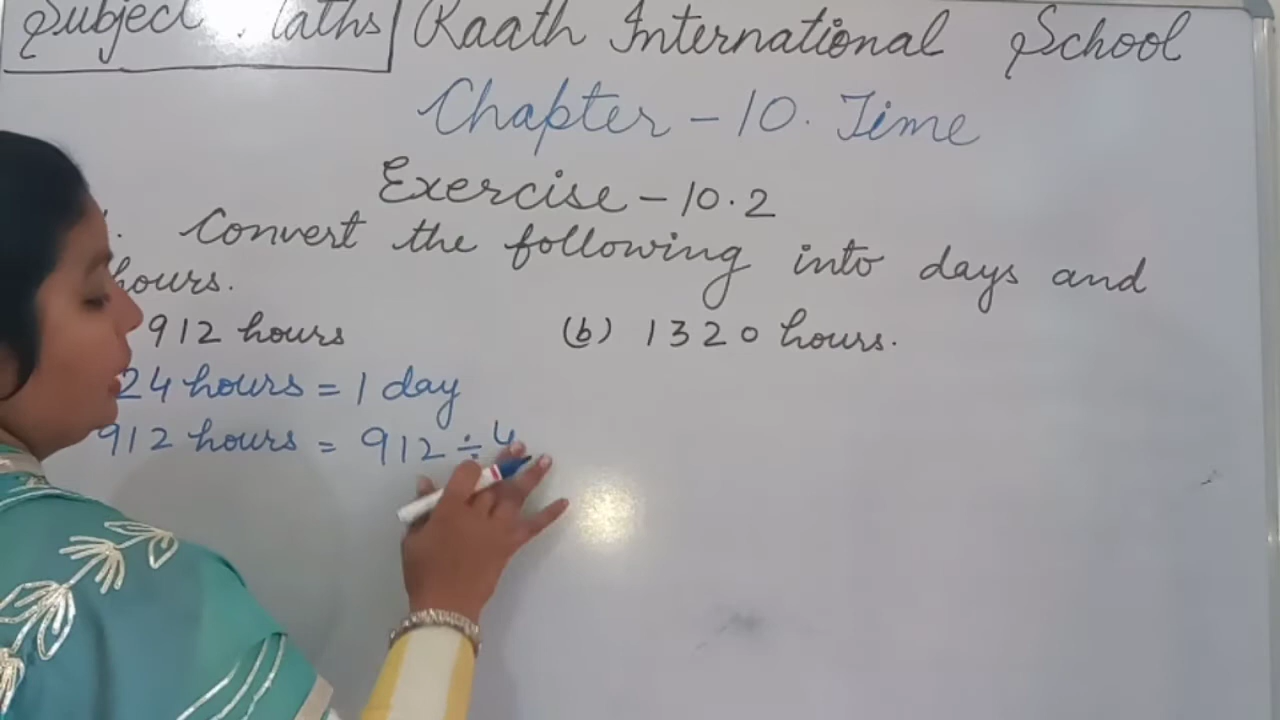 Subject : Maths Raath International School
Chapter - 10. Time
Exercise - 10.2
Convert the following into days and
hours.
912 hours (b) 1320 hours.
24 hours = 1 day
912 hours = 912 ÷ 4